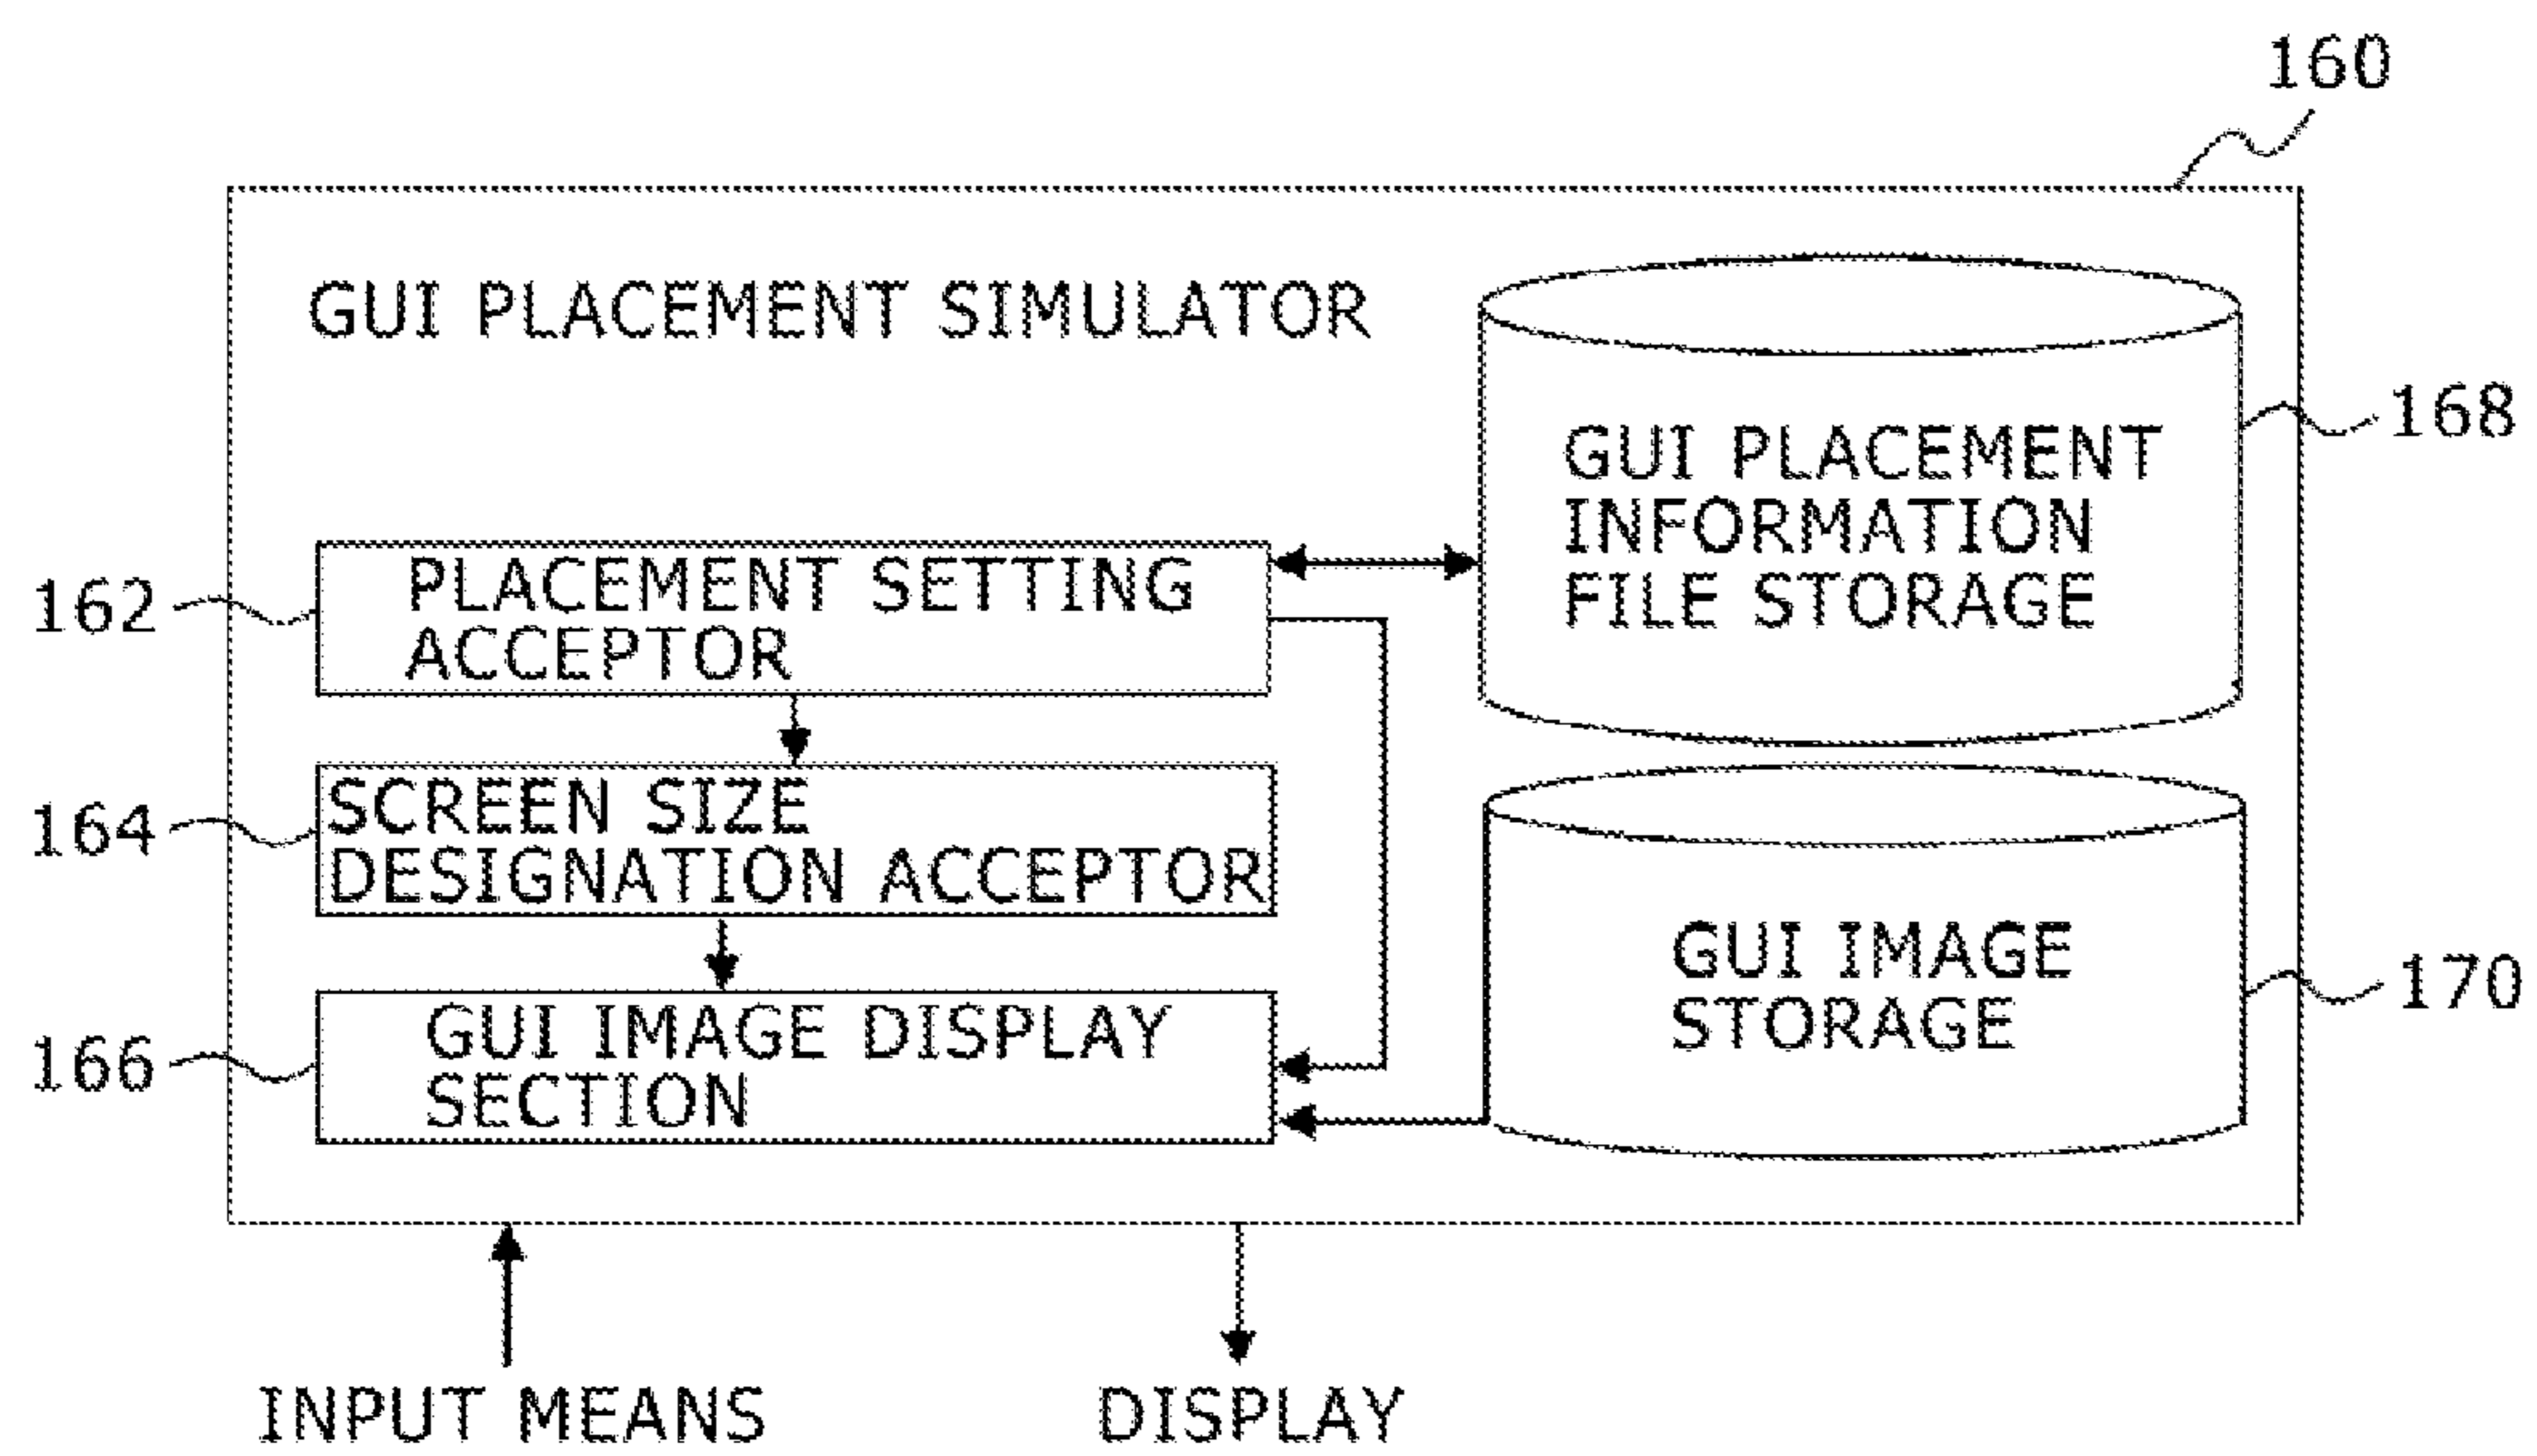 160
GUI PLACEMENT SIMULATOR
168
GUI PLACEMENT
INFORMATION
FILE STORAGE
162
PLACEMENT SETTING
ACCEPTOR
164
SCREEN SIZE
DESIGNATION ACCEPTOR
166
GUI IMAGE DISPLAY
SECTION
GUI IMAGE
STORAGE
170
INPUT MEANS
DISPLAY